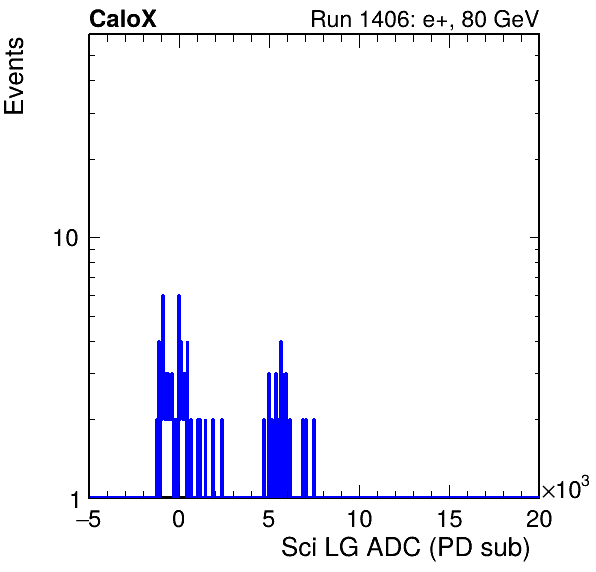 CaloX Run 1406: e+, 80 GeV
Events
10
1
−5 0 5 10 15 20
×10³
Sci LG ADC (PD sub)